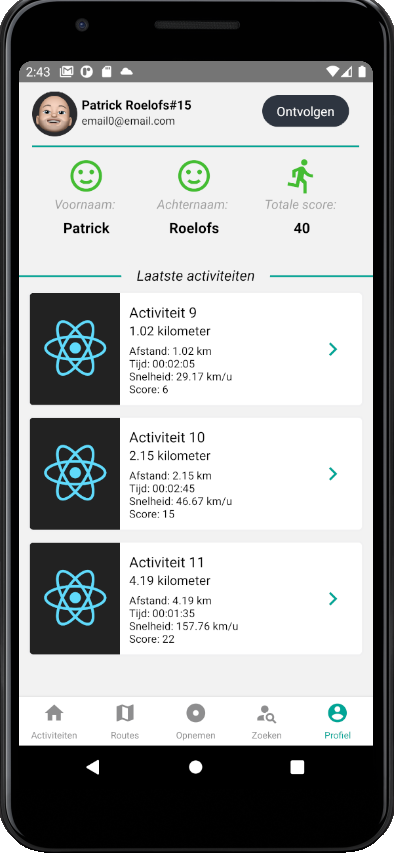 2:43
Patrick Roelofs#15
email0@email.com
Ontvolgen
Voornaam: Achternaam: Totale score:
Patrick Roelofs 40
Laatste activiteiten
Activiteit 9
1.02 kilometer
Afstand: 1.02 km
Tijd: 00:02:05
Snelheid: 29.17 km/u
Score: 6
Activiteit 10
2.15 kilometer
Afstand: 2.15 km
Tijd: 00:02:45
Snelheid: 46.67 km/u
Score: 15
Activiteit 11
4.19 kilometer
Afstand: 4.19 km
Tijd: 00:01:35
Snelheid: 157.76 km/u
Score: 22
Activiteiten Routes Opnemen Zoeken Profiel